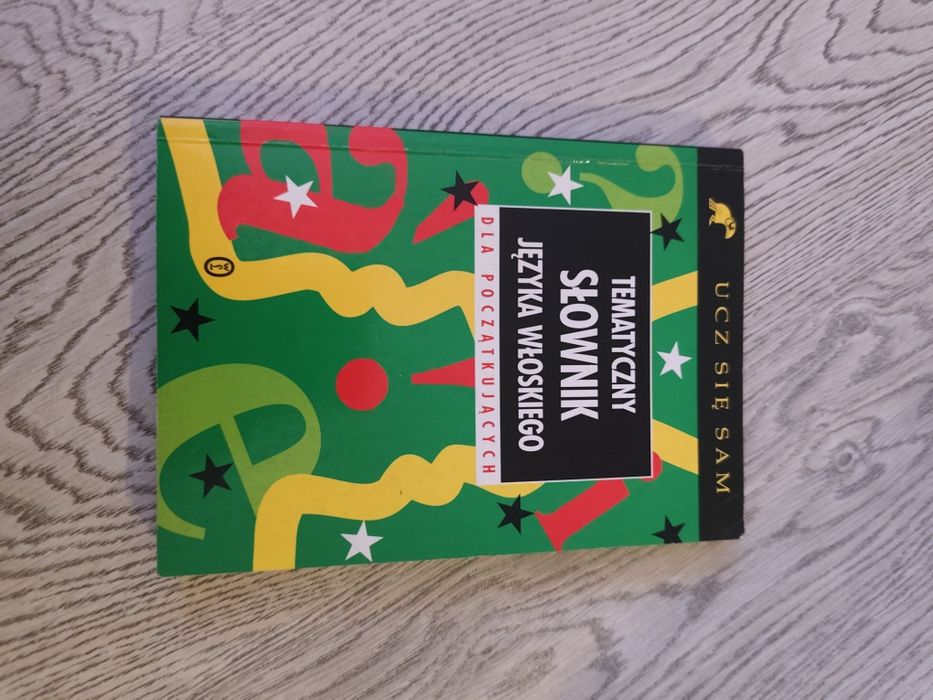 UCZ SIĘ SAM
TEMATYCZNY
SŁOWNIK
JĘZYKA WŁOSKIEGO
DLA POCZĄTKUJĄCYCH